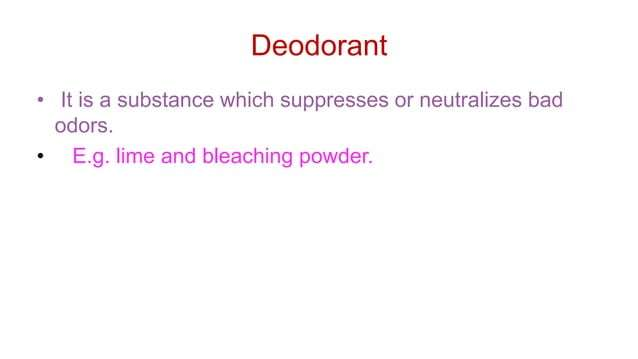 Deodorant
• It is a substance which suppresses or neutralizes bad
odors.
• E.g. lime and bleaching powder.